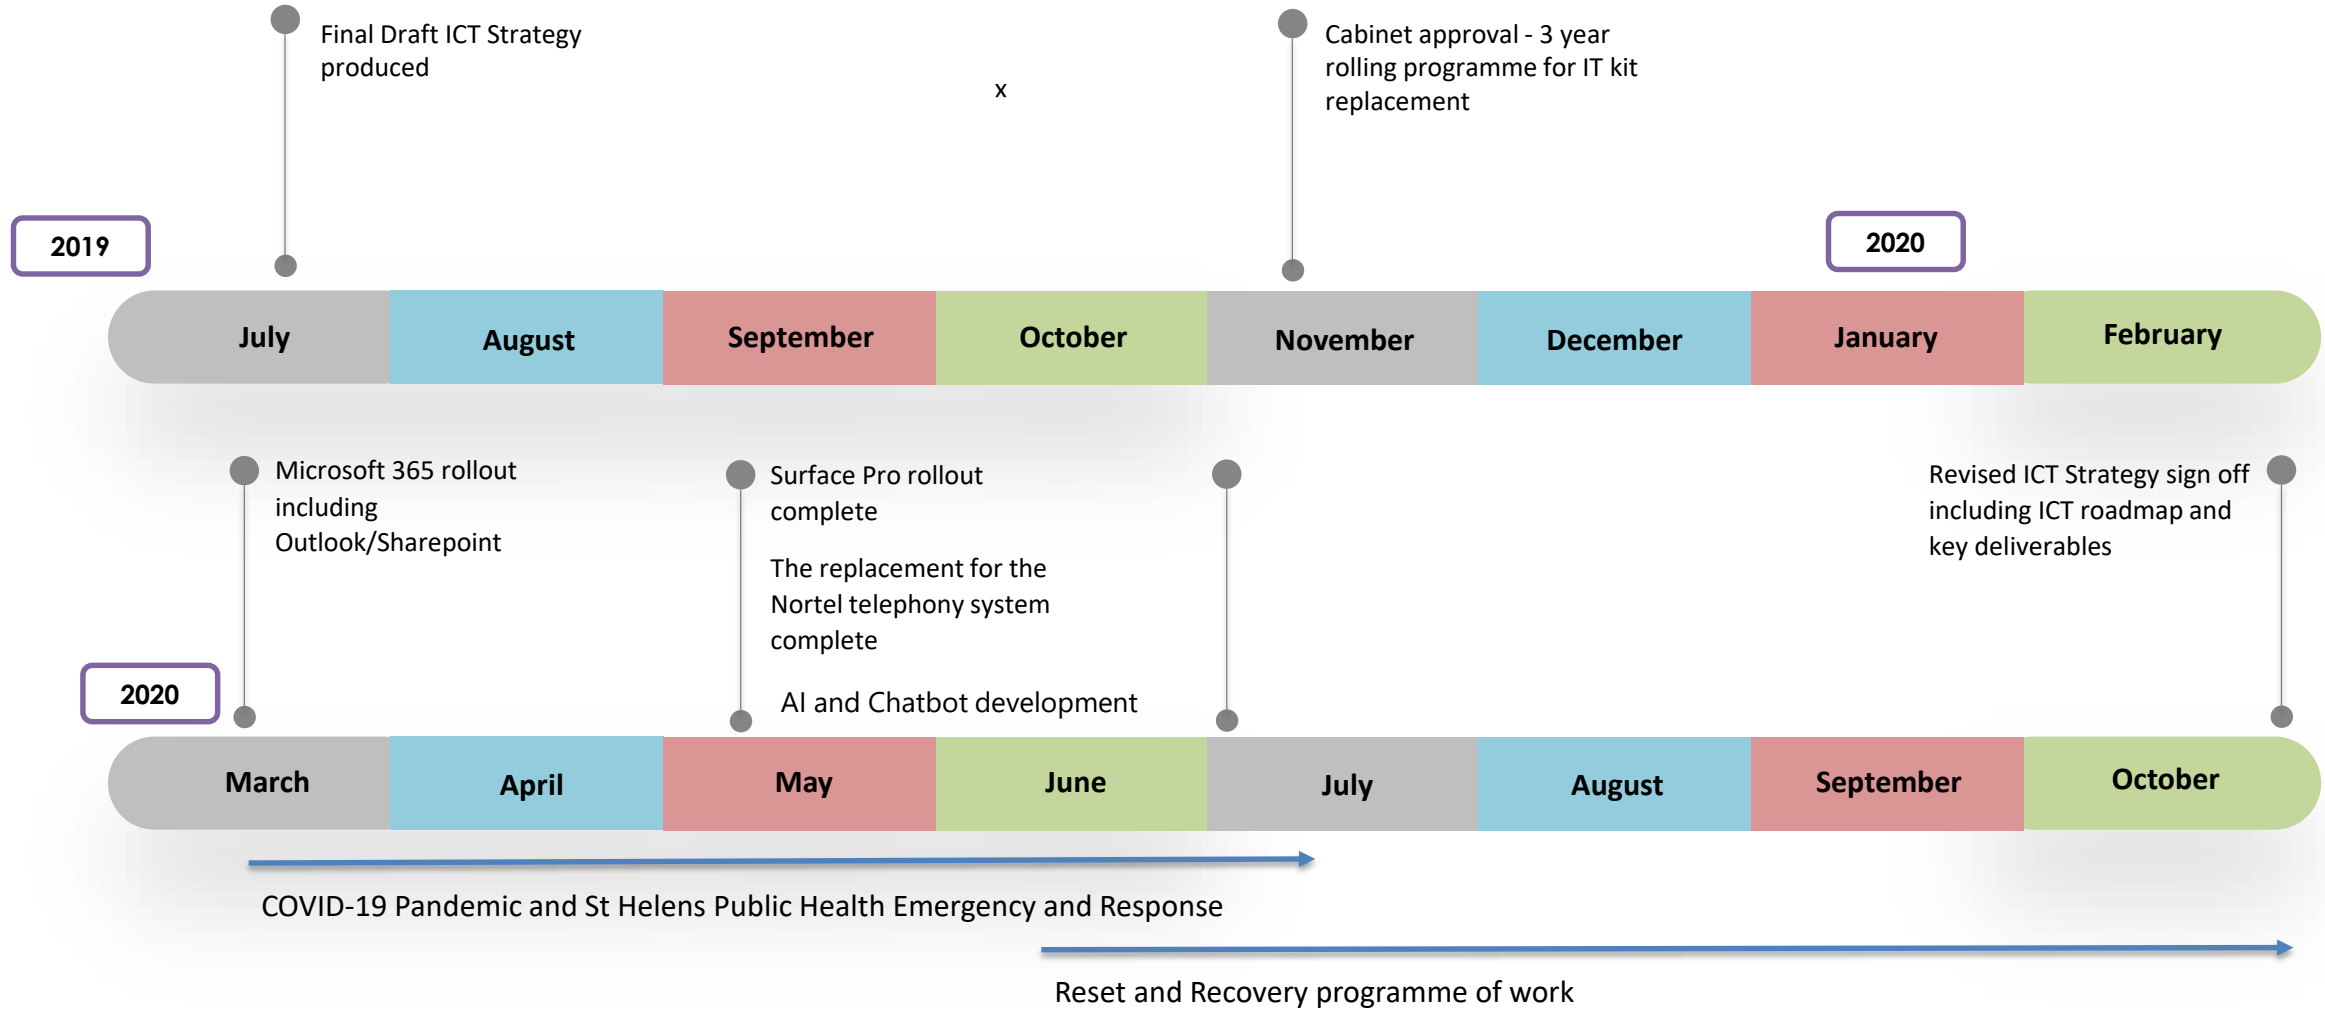 Final Draft ICT Strategy
produced
x
Cabinet approval - 3 year
rolling programme for IT kit
replacement
2019
2020
July
August
September
October
November
December
January
February
Microsoft 365 rollout
including
Outlook/Sharepoint
Surface Pro rollout
complete
The replacement for the
Nortel telephony system
complete
AI and Chatbot development
Revised ICT Strategy sign off
including ICT roadmap and
key deliverables
2020
March
April
May
June
July
August
September
October
COVID-19 Pandemic and St Helens Public Health Emergency and Response
Reset and Recovery programme of work